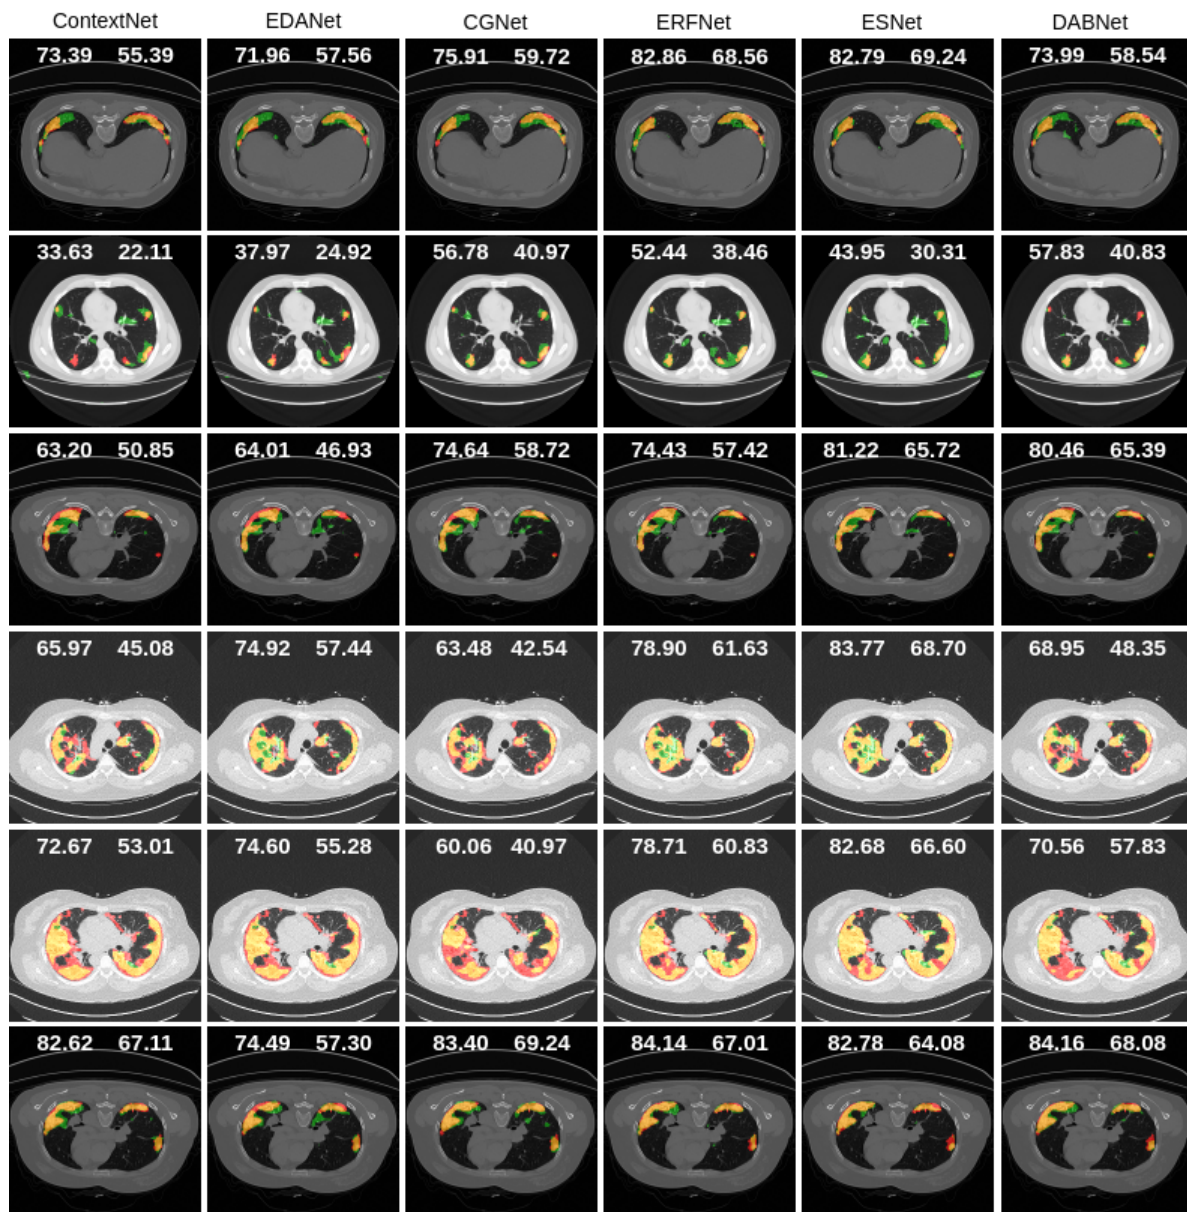 ContextNet EDANet CGNet ERFNet ESNet DABNet
73.39 55.39 71.96 57.56 75.91 59.72 82.86 68.56 82.79 69.24 73.99 58.54
33.63 22.11 37.97 24.92 56.78 40.97 52.44 38.46 43.95 30.31 57.83 40.83
63.20 50.85 64.01 46.93 74.64 58.72 74.43 57.42 81.22 65.72 80.46 65.39
65.97 45.08 74.92 57.44 63.48 42.54 78.90 61.63 83.77 68.70 68.95 48.35
72.67 53.01 74.60 55.28 60.06 40.97 78.71 60.83 82.68 66.60 70.56 57.83
82.62 67.11 74.49 57.30 83.40 69.24 84.14 67.01 82.78 64.08 84.16 68.08